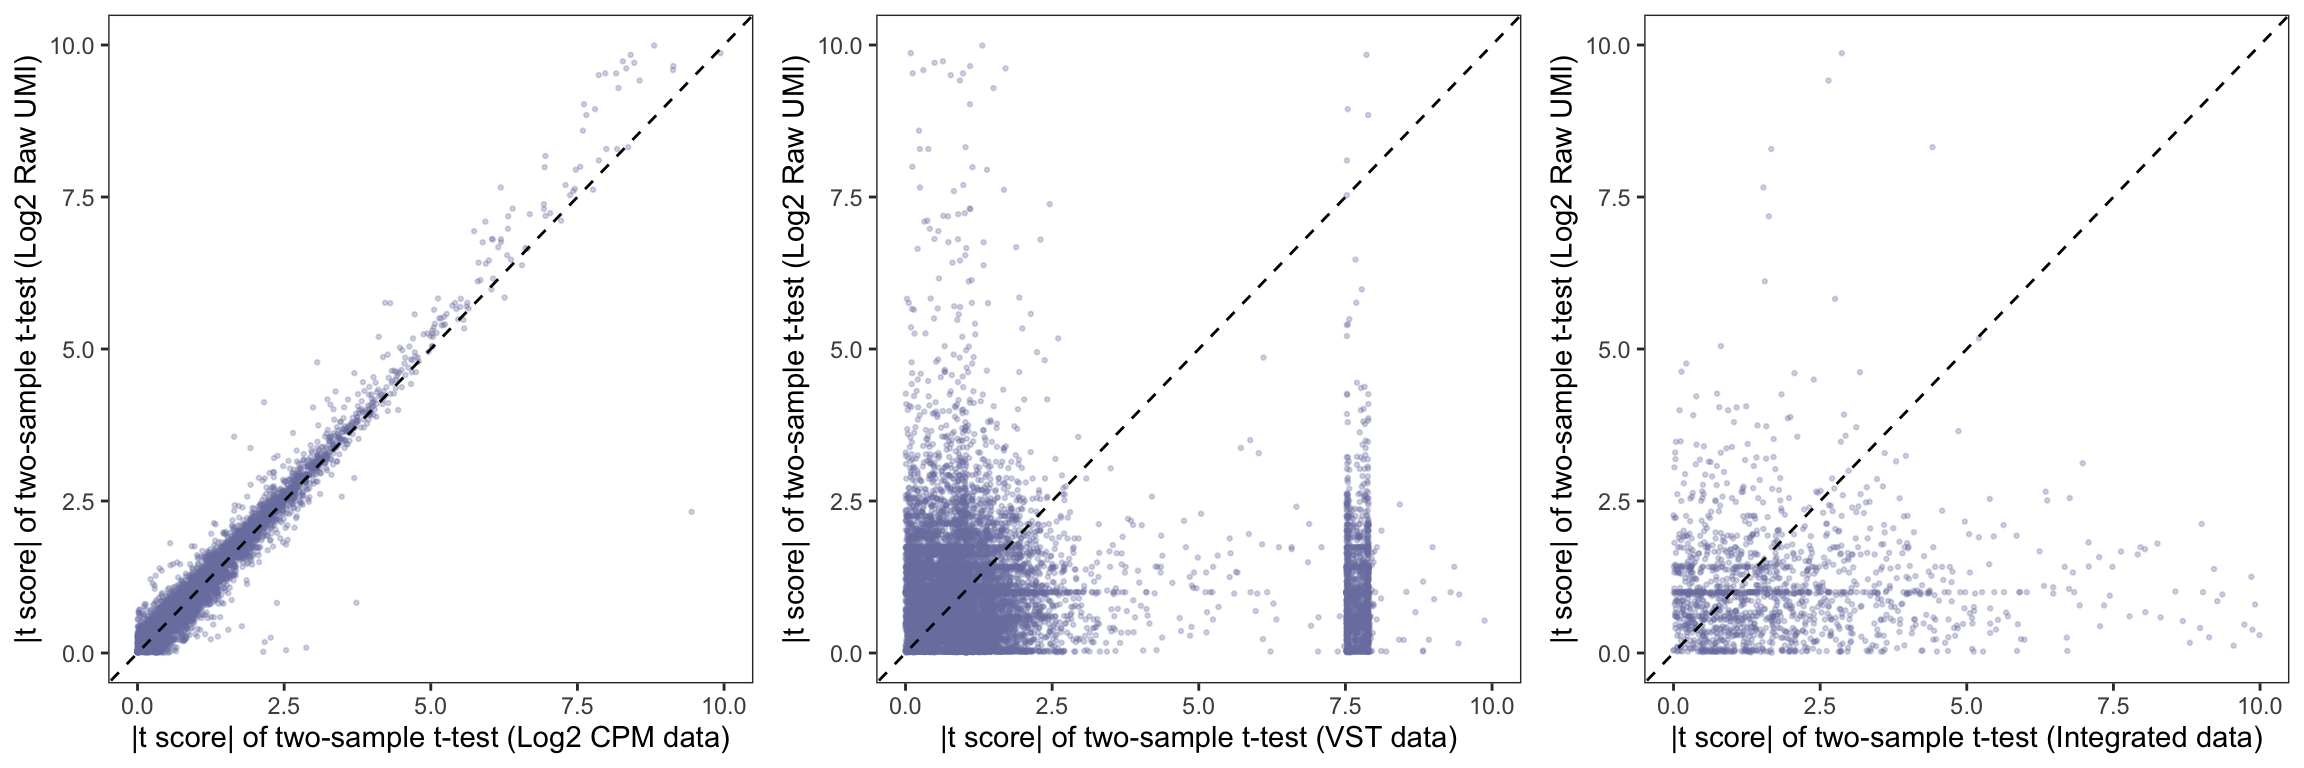 |t score| of two-sample t-test (Log2 Raw UMI)
10.0
7.5
5.0
2.5
0.0
0.0 2.5 5.0 7.5 10.0
|t score| of two-sample t-test (Log2 CPM data)
|t score| of two-sample t-test (Log2 Raw UMI)
10.0
7.5
5.0
2.5
0.0
0.0 2.5 5.0 7.5 10.0
|t score| of two-sample t-test (VST data)
|t score| of two-sample t-test (Log2 Raw UMI)
10.0
7.5
5.0
2.5
0.0
0.0 2.5 5.0 7.5 10.0
|t score| of two-sample t-test (Integrated data)